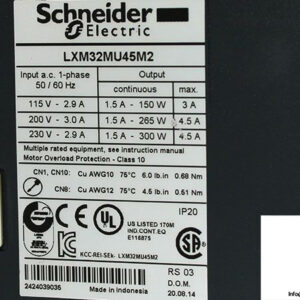 Schneider
Electric
LXM32MU45M2
Input a.c. 1-phase
50 / 60 Hz
Output
continuous max.
115 V - 2.9 A 1.5 A - 150 W 3 A
200 V - 3.0 A 1.5 A - 265 W 4.5 A
230 V - 2.9 A 1.5 A - 300 W 4.5 A
Multiple rated equipment, see instruction manual
Motor Overload Protection - Class 10
CN1, CN10: Cu AWG10 75°C 6.0 lb.in 0.68 Nm
CN8: Cu AWG12 75°C 4.5 lb.in 0.51 Nm
IP20
US LISTED 170M
IND.CONT.EQ
E116875
KCC-REI-SEk- LXM32MU45M2
RS 03
D.O.M.
20.08.14
2424039035
Made in Indonesia